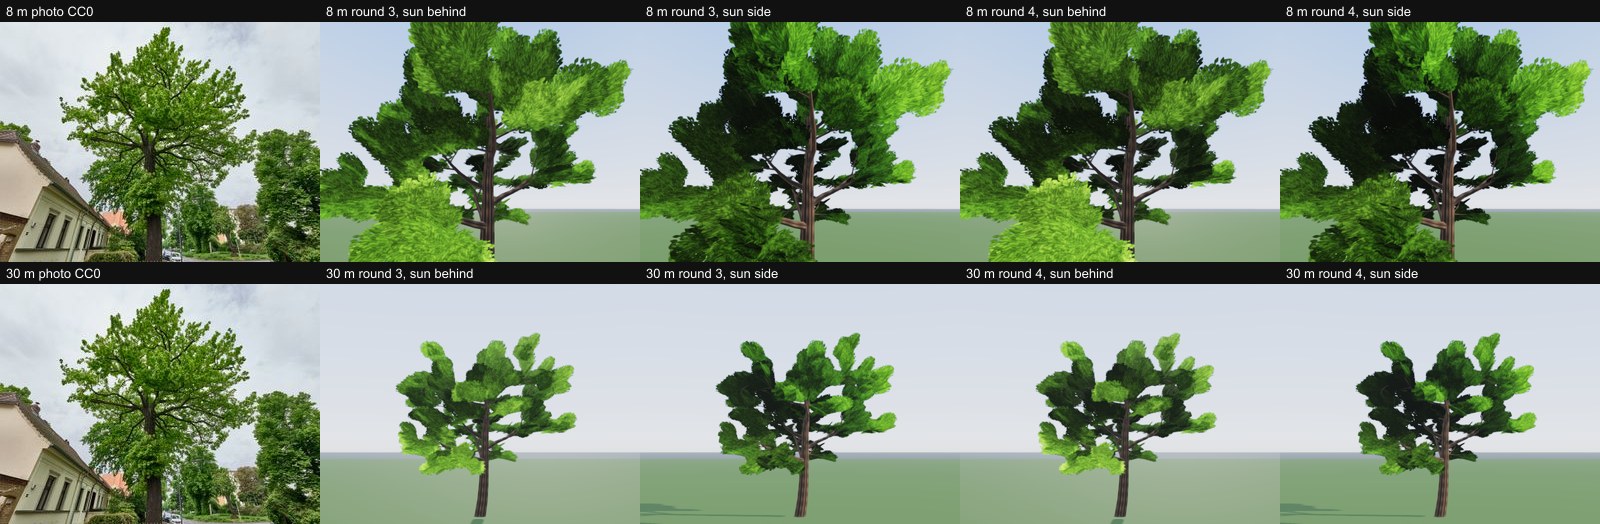 8 m photo CC0
8 m round 3, sun behind
8 m round 3, sun side
8 m round 4, sun behind
8 m round 4, sun side
30 m photo CC0
30 m round 3, sun behind
30 m round 3, sun side
30 m round 4, sun behind
30 m round 4, sun side